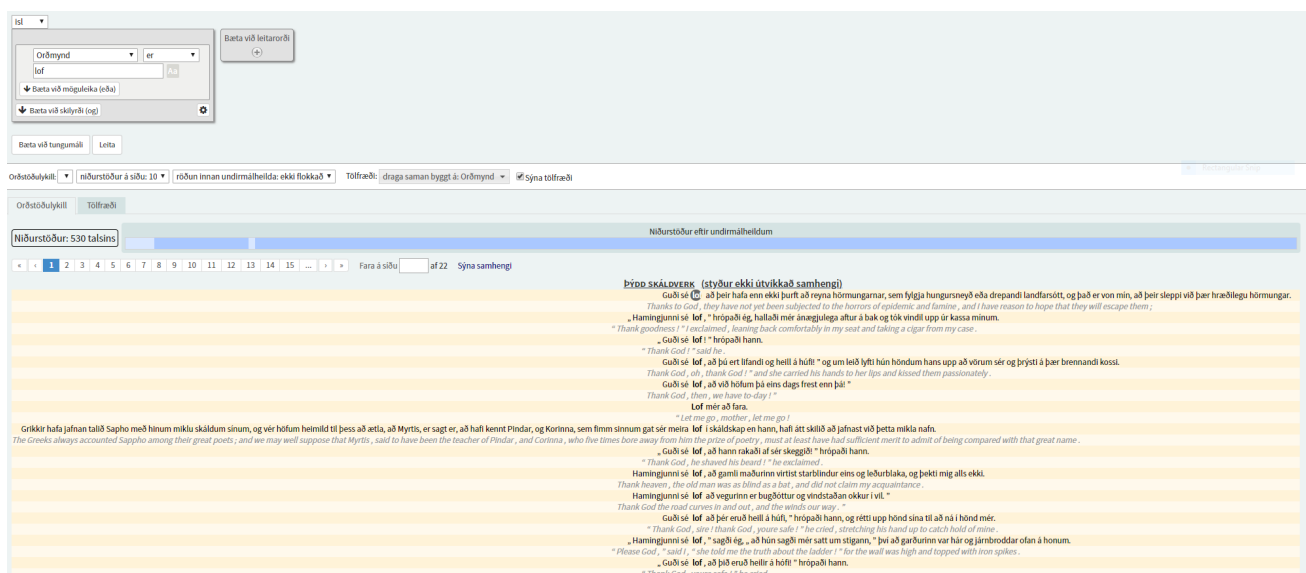 isl
Bæta við leitarorði
Orðmynd er
lof Aa
Bæta við möguleika (eða)
Bæta við skilyrði (og)
Bæta við tungumáli Leita
Orðstöðulykill: niðurstöður á síðu: 10 röðun innan undirmálheilda: ekki flokkað Tölfræði: draga saman byggt á: Orðmynd Sýna tölfræði
Orðstöðulykill Tölfræði
Niðurstöður eftir undirmálheildum
Niðurstöður: 530 talsins
« ‹ 1 2 3 4 5 6 7 8 9 10 11 12 13 14 15 ... › » Fara á síðu af 22 Sýna samhengi
ÞÝDD SKÁLDVERK (styður ekki útvíkkað samhengi)
Guði sé lof að þeir hafa enn ekki þurft að reyna hörmungarnar, sem fylgja hungursneyð eða drepandi landfarsótt, og það er von mín, að þeir sleppi við þær hræðilegu hörmungar.
Thanks to God , they have not yet been subjected to the horrors of epidemic and famine , and I have reason to hope that they will escape them ;
„ Hamingjunni sé lof , " hrópaði ég, hallaði mér ánægjulega aftur á bak og tók vindil upp úr kassa mínum.
" Thank goodness ! " I exclaimed , leaning back comfortably in my seat and taking a cigar from my case .
„ Guði sé lof ! " hrópaði hann.
" Thank God ! " said he .
Guði sé lof , að þú ert lifandi og heill á húfi! " og um leið lyfti hún höndum hans upp að vörum sér og þrýsti á þær brennandi kossi.
Thank God , oh , thank God ! " and she carried his hands to her lips and kissed them passionately .
Guði sé lof , að við höfum þá eins dags frest enn þá! "
Thank God , then , we have to-day ! "
Lof mér að fara.
" Let me go , mother , let me go !
Grikkir hafa jafnan talið Sapho með hinum miklu skáldum sínum, og vér höfum heimild til þess að ætla, að Myrtis, er sagt er, að hafi kennt Pindar, og Korinna, sem fimm sinnum gat sér meira lof í skáldskap en hann, hafi átt skilið að jafnast við þetta mikla nafn.
The Greeks always accounted Sappho among their great poets ; and we may well suppose that Myrtis , said to have been the teacher of Pindar , and Corinna , who five times bore away from him the prize of poetry , must at least have had sufficient merit to admit of being compared with that great name .
„ Guði sé lof , að hann rakaði af sér skeggið! " hrópaði hann.
" Thank God , he shaved his beard ! " he exclaimed .
Hamingjunni sé lof , að gamli maðurinn virtist starblindur eins og leðurblaka, og þekti mig alls ekki.
Thank heaven , the old man was as blind as a bat , and did not claim my acquaintance .
Hamingjunni sé lof að vegurinn er bugðóttur og vindstaðan okkur í vil. "
Thank God the road curves in and out , and the winds our way . "
Guði sé lof að þér eruð heill á húfi, " hrópaði hann, og rétti upp hönd sína til að ná í hönd mér.
" Thank God , sire ! thank God , youre safe ! " he cried , stretching his hand up to catch hold of mine .
„ Hamingjunni sé lof , " sagði ég, „ að hún sagði mér satt um stigann, " því að garðurinn var hár og járnbroddar ofan á honum.
" Please God , " said I , " she told me the truth about the ladder ! " for the wall was high and topped with iron spikes .
„ Guði sé lof , að þið eruð heilir á hófi! " hrópaði hann.